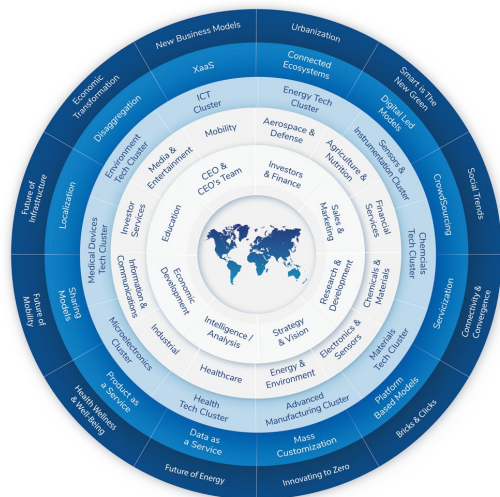 New Business Models
Urbanization
Smart is The
New Green
Social Trends
Connectivity &
Convergence
Bricks & Clicks
Innovating to Zero
Future of Energy
Health Wellness
& Well-Being
Future of
Mobility
Future of
Infrastructure
Economic
Transformation
XaaS
Connected
Ecosystems
Digital Led
Models
CrowdSourcing
Servicization
Platform
Based Models
Mass
Customization
Data as
a Service
Product as
a Service
Sharing
Models
Localization
Disaggregation
ICT
Cluster
Energy Tech
Cluster
Sensors &
Instrumentation Cluster
Chemcials
Tech Cluster
Materials
Tech Cluster
Advanced
Manufacturing Cluster
Health
Tech Cluster
Microelectronics
Cluster
Medical Devices
Tech Cluster
Environment
Tech Cluster
Mobility
Aerospace &
Defense
Agriculture &
Nutrition
Financial
Services
Chemicals &
Materials
Electronics &
Sensors
Energy &
Environment
Healthcare
Industrial
Information &
Communications
Investor
Services
Media &
Entertainment
CEO &
CEO's Team
Investors
& Finance
Sales &
Marketing
Research &
Development
Strategy
& Vision
Intelligence /
Analysis
Economic
Development
Education